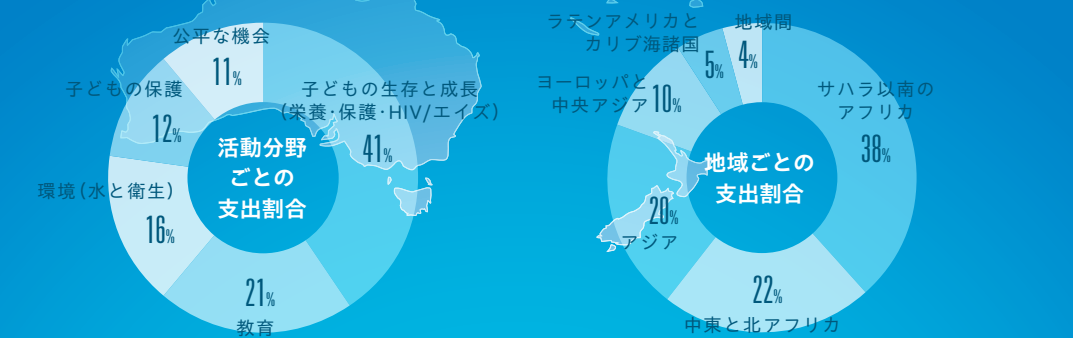 公平な機会
11%
子どもの保護
12%
環境(水と衛生)
16%
子どもの生存と成長
(栄養・保護・HIV/エイズ)
41%
21%
教育
活動分野
ごとの
支出割合
ラテンアメリカと
カリブ海諸国
5%
地域間
4%
ヨーロッパと
中央アジア
10%
サハラ以南の
アフリカ
38%
20%
アジア
22%
中東と北アフリカ
地域ごとの
支出割合